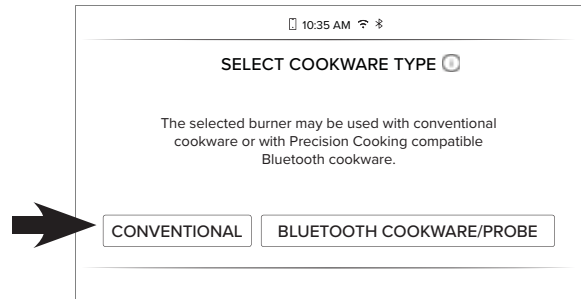 10:35 AM
SELECT COOKWARE TYPE
The selected burner may be used with conventional
cookware or with Precision Cooking compatible
Bluetooth cookware.
CONVENTIONAL BLUETOOTH COOKWARE/PROBE